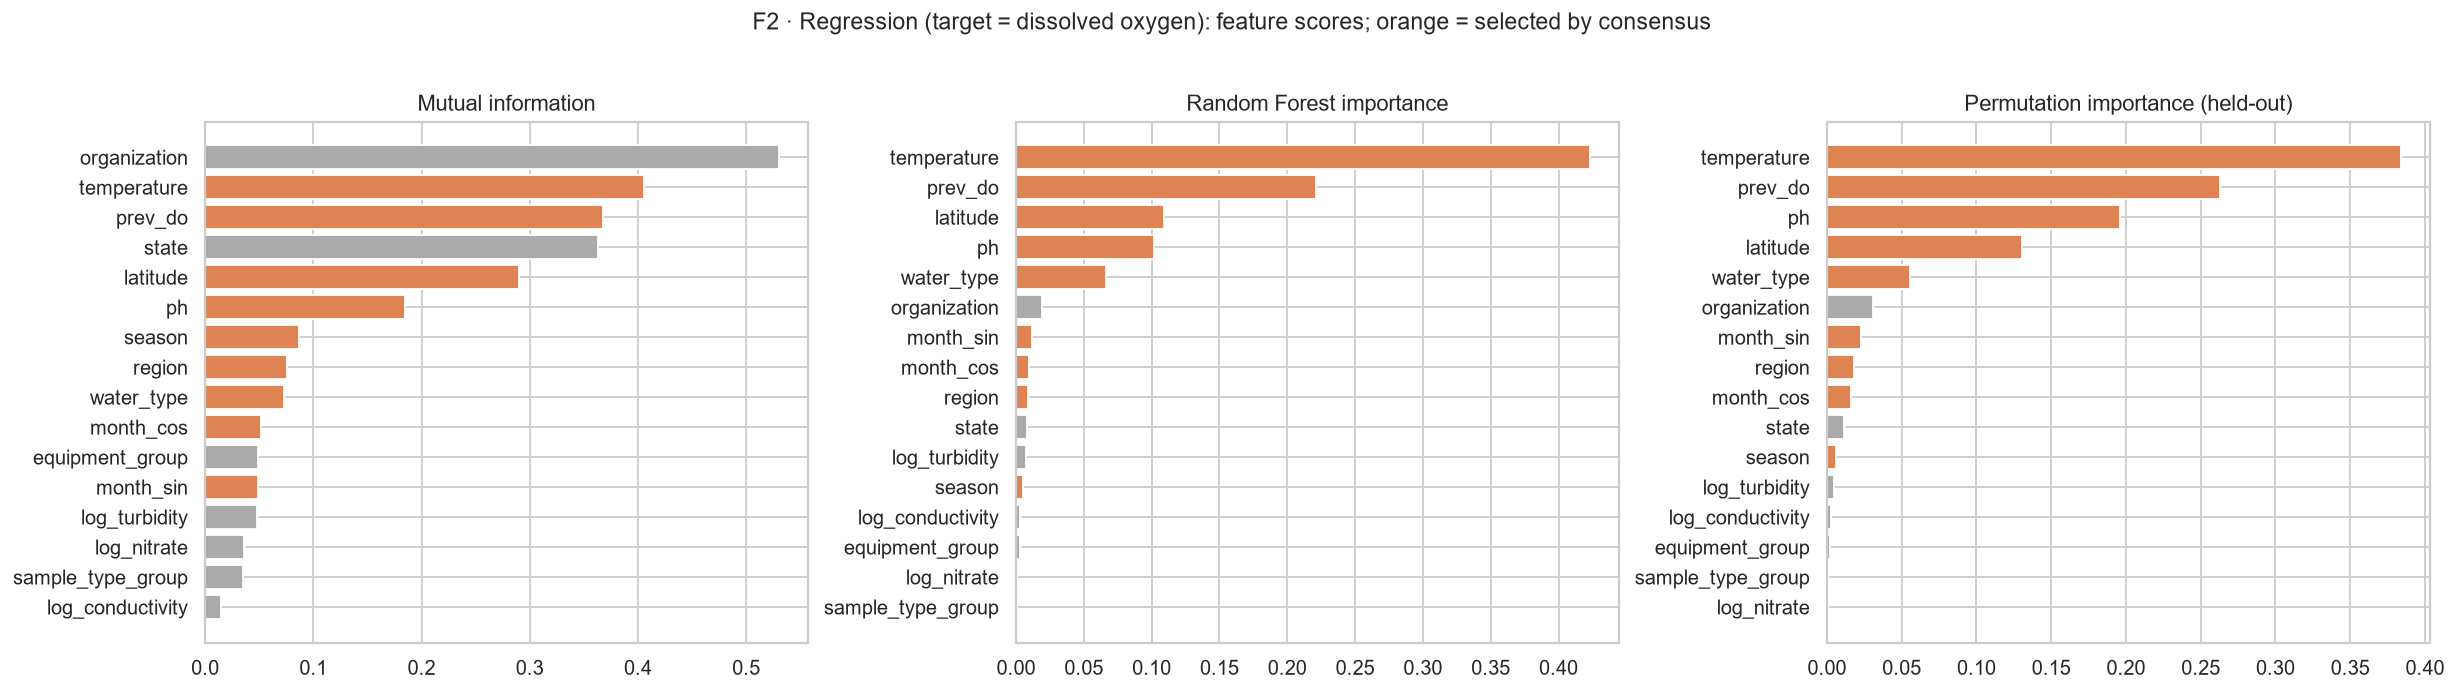 F2 · Regression (target = dissolved oxygen): feature scores; orange = selected by consensus
Mutual information
organization
temperature
prev_do
state
latitude
ph
season
region
water_type
month_cos
equipment_group
month_sin
log_turbidity
log_nitrate
sample_type_group
log_conductivity
0.0 0.1 0.2 0.3 0.4 0.5
Random Forest importance
temperature
prev_do
latitude
ph
water_type
organization
month_sin
month_cos
region
state
log_turbidity
season
log_conductivity
equipment_group
log_nitrate
sample_type_group
0.00 0.05 0.10 0.15 0.20 0.25 0.30 0.35 0.40
Permutation importance (held-out)
temperature
prev_do
ph
latitude
water_type
organization
month_sin
region
month_cos
state
season
log_turbidity
log_conductivity
equipment_group
sample_type_group
log_nitrate
0.00 0.05 0.10 0.15 0.20 0.25 0.30 0.35 0.40